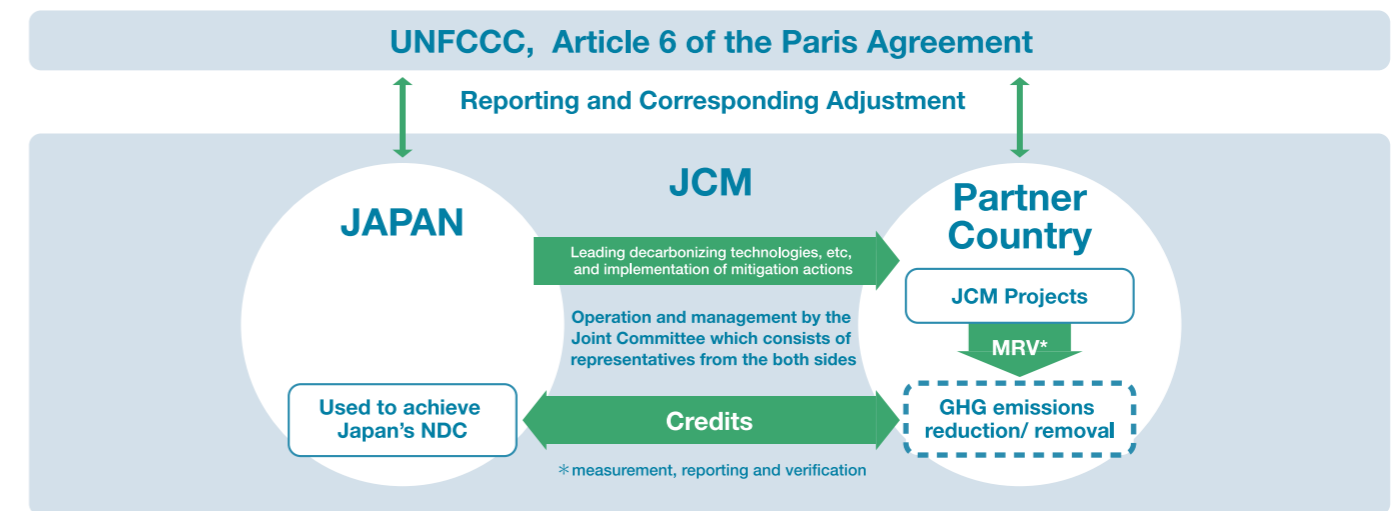 UNFCCC, Article 6 of the Paris Agreement
Reporting and Corresponding Adjustment
JCM
JAPAN
Partner
Country
Leading decarbonizing technologies, etc,
and implementation of mitigation actions
JCM Projects
Operation and management by the
Joint Committee which consists of
representatives from the both sides
MRV*
Used to achieve
Japan's NDC
Credits
GHG emissions
reduction/ removal
*measurement, reporting and verification